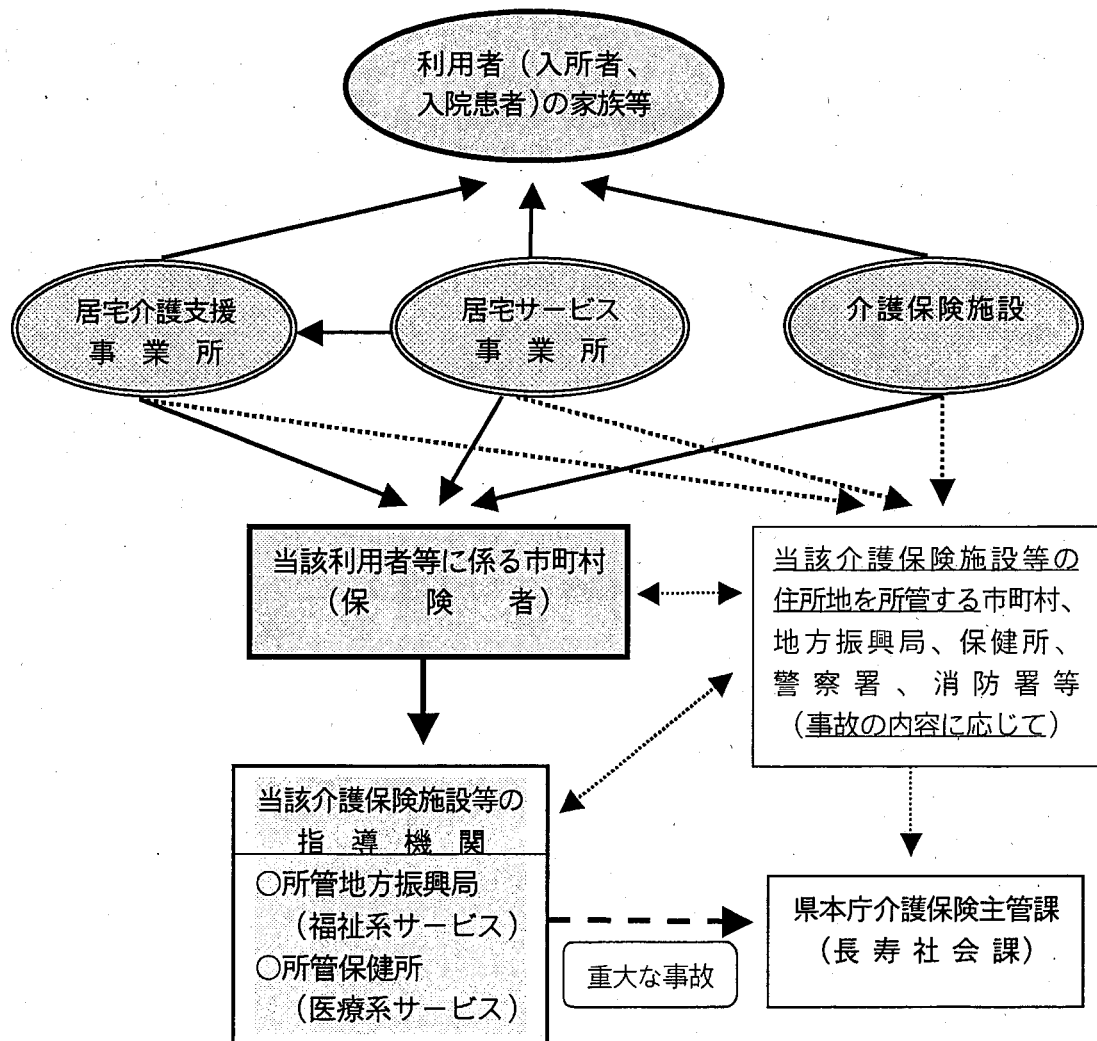 利用者（入所者、
入院患者）の家族等
居宅介護支援
事業所
居宅サービス
事業所
介護保険施設
当該利用者等に係る市町村
（保険者）
当該介護保険施設等の
住所地を所管する市町村、
地方振興局、保健所、
警察署、消防署等
（事故の内容に応じて）
当該介護保険施設等の
指導機関
○所管地方振興局
（福祉系サービス）
○所管保健所
（医療系サービス）
重大な事故
県本庁介護保険主管課
（長寿社会課）